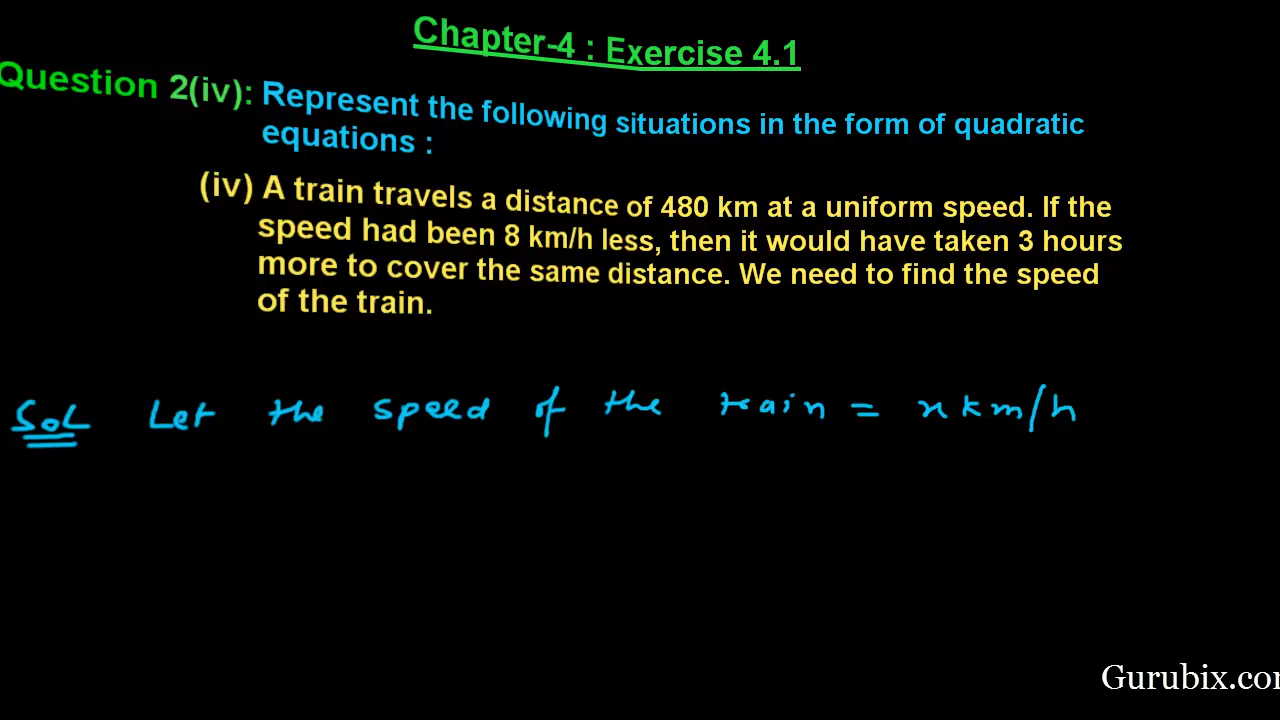 Chapter-4 : Exercise 4.1
Question 2(iv): Represent the following situations in the form of quadratic
equations :
(iv) A train travels a distance of 480 km at a uniform speed. If the
speed had been 8 km/h less, then it would have taken 3 hours
more to cover the same distance. We need to find the speed
of the train.
Sol Let the speed of the train = x km/h
Gurubix.com